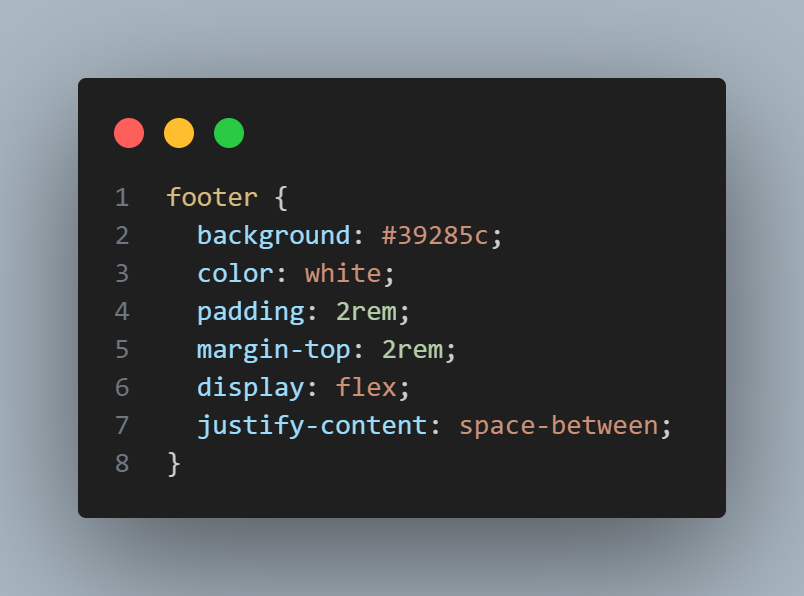 1 footer {
2   background: #39285c;
3   color: white;
4   padding: 2rem;
5   margin-top: 2rem;
6   display: flex;
7   justify-content: space-between;
8 }